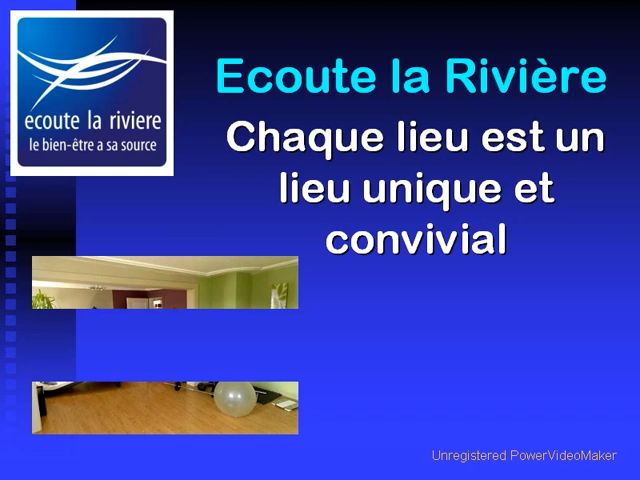 ecoute la riviere
le bien-être a sa source
Ecoute la Rivière
Chaque lieu est un
lieu unique et
convivial
Unregistered PowerVideoMaker